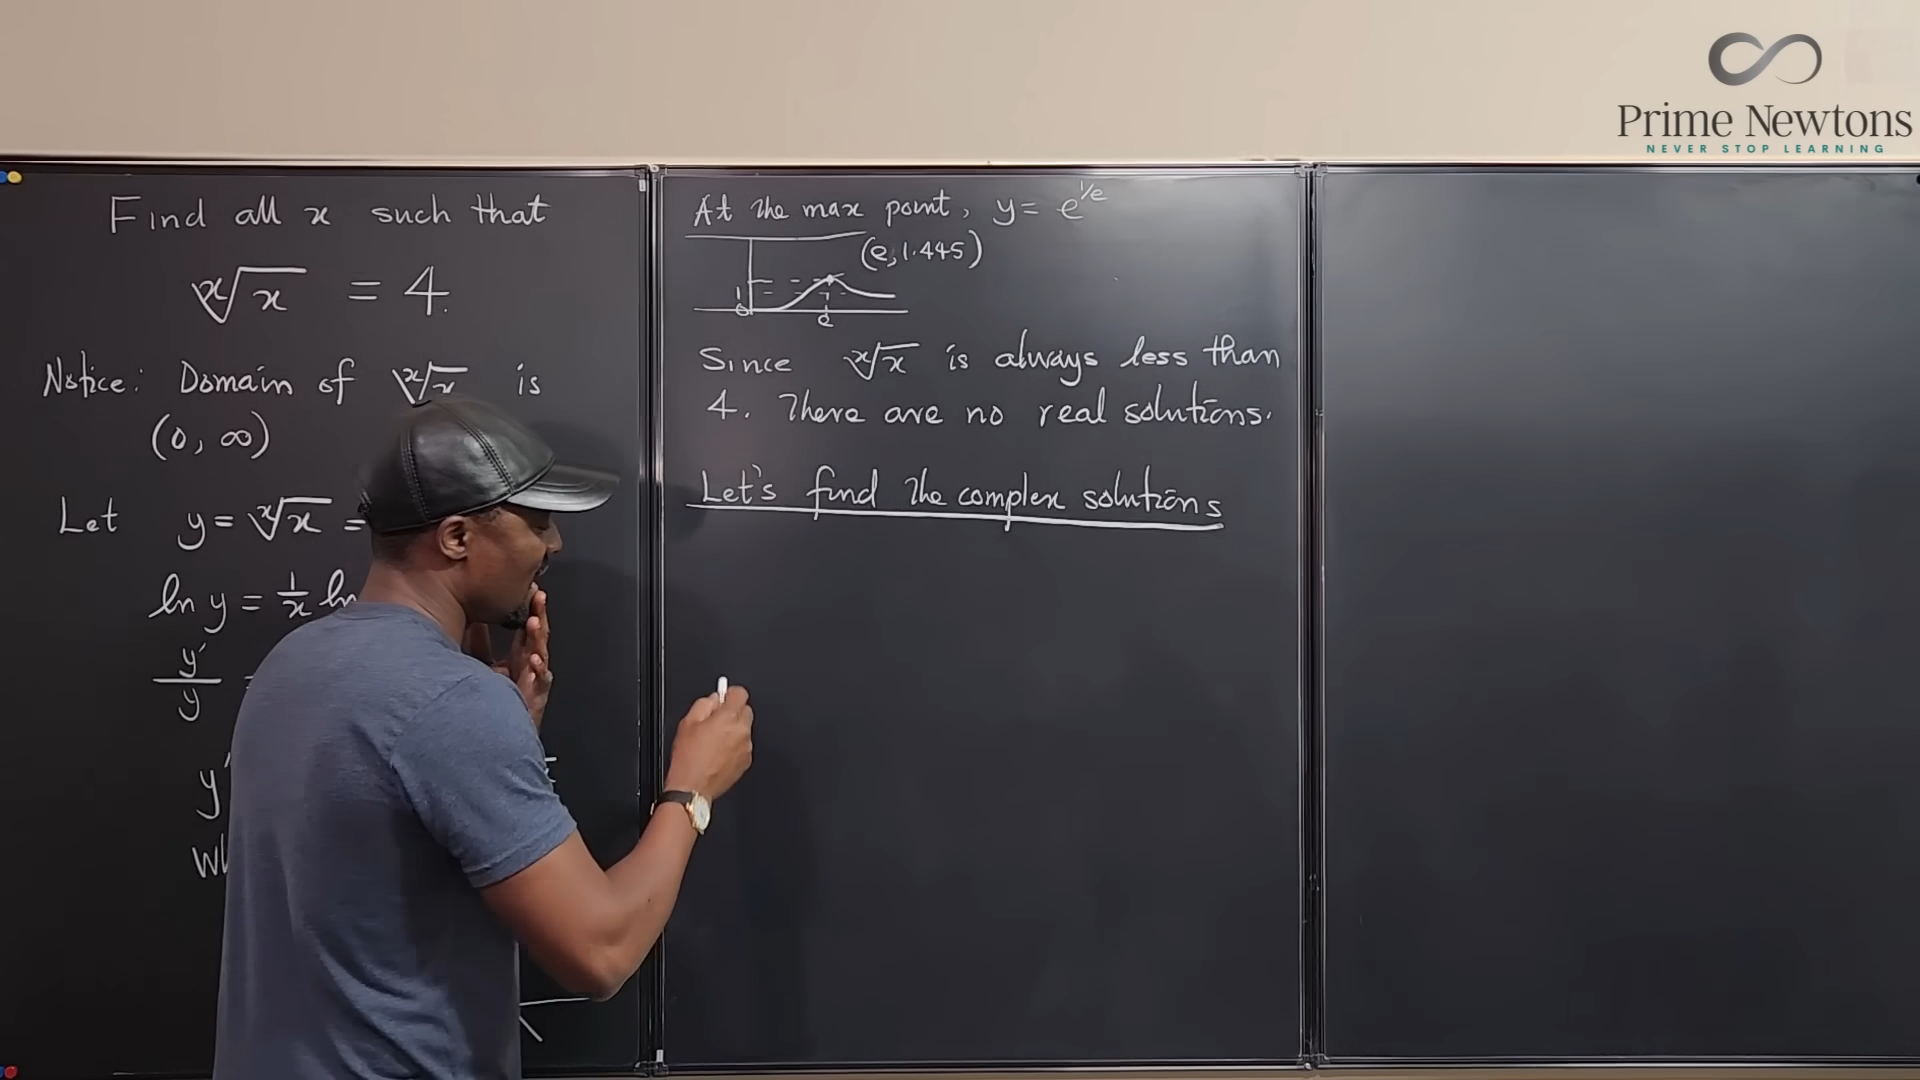 Prime Newtons
NEVER STOP LEARNING
Find all x such that
ˣ√x = 4.
Notice: Domain of ˣ√x is
(0, ∞)
Let y = ˣ√x =
ln y = 1/x ln
y'/y =
y'
At the max point, y = e^1/e
(e, 1.445)
1
0
e
Since ˣ√x is always less than
4. There are no real solutions.
Let's find the complex solutions